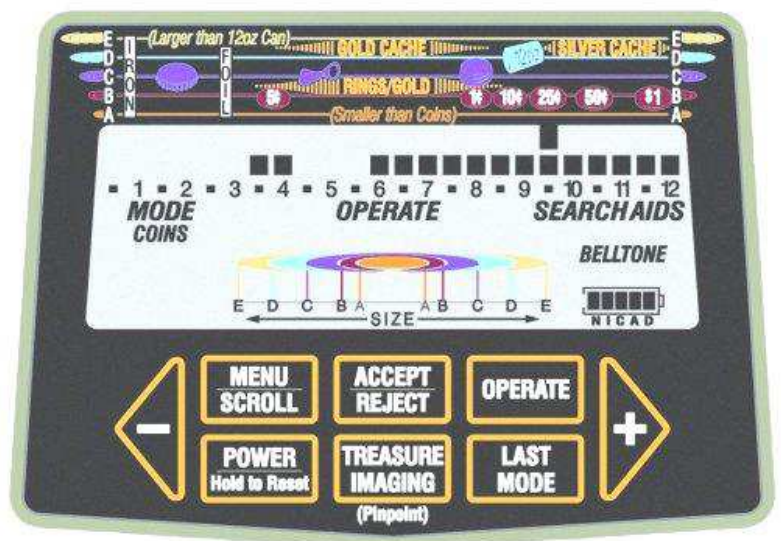 E (Larger than 12oz Can) GOLD CACHE SILVER CACHE E
D IRON FOIL 12oz D
C C
B RINGS/GOLD B
5¢ 1¢ 10¢ 25¢ 50¢ $1
A (Smaller than Coins) A
1 2 3 4 5 6 7 8 9 10 11 12
MODE OPERATE SEARCH AIDS
COINS
BELLTONE
E D C B A A B C D E
SIZE
NICAD
MENU ACCEPT OPERATE
SCROLL REJECT
- +
POWER TREASURE LAST
Hold to Reset IMAGING MODE
(Pinpoint)